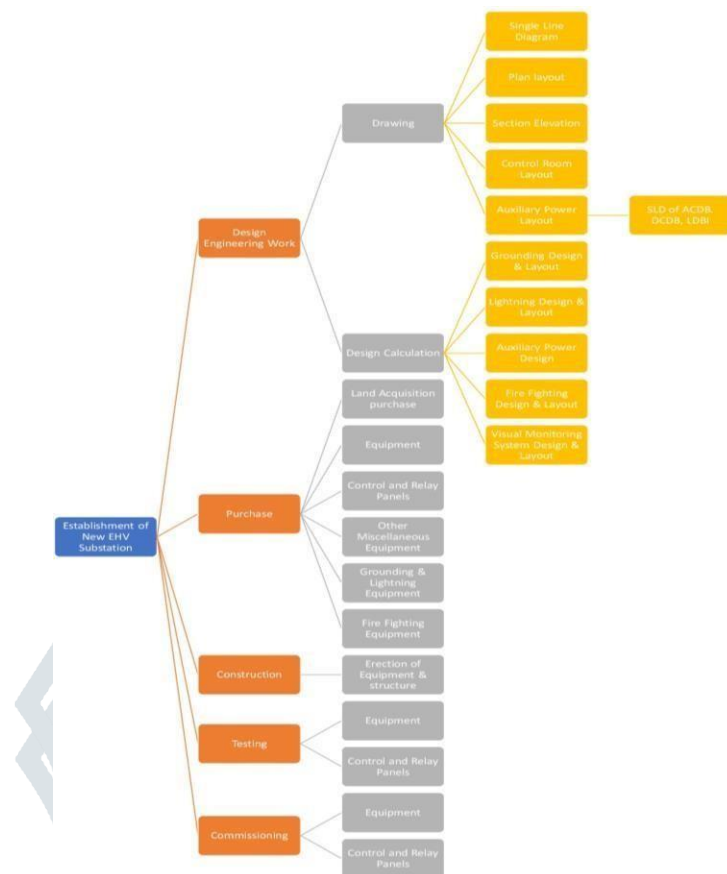 Single Line
Diagram
Plan layout
Drawing
Section Elevation
Control Room
Layout
Auxiliary Power
Layout
SLD of ACDB,
DCDB, LDBI
Design
Engineering Work
Grounding Design
& Layout
Lightning Design &
Layout
Design Calculation
Auxiliary Power
Design
Fire Fighting
Design & Layout
Visual Monitoring
System Design &
Layout
Land Acquisition
purchase
Equipment
Control and Relay
Panels
Establishment of
New EHV
Substation
Purchase
Other
Miscellaneous
Equipment
Grounding &
Lightning
Equipment
Fire Fighting
Equipment
Construction
Erection of
Equipment &
structure
Testing
Equipment
Control and Relay
Panels
Commissioning
Equipment
Control and Relay
Panels